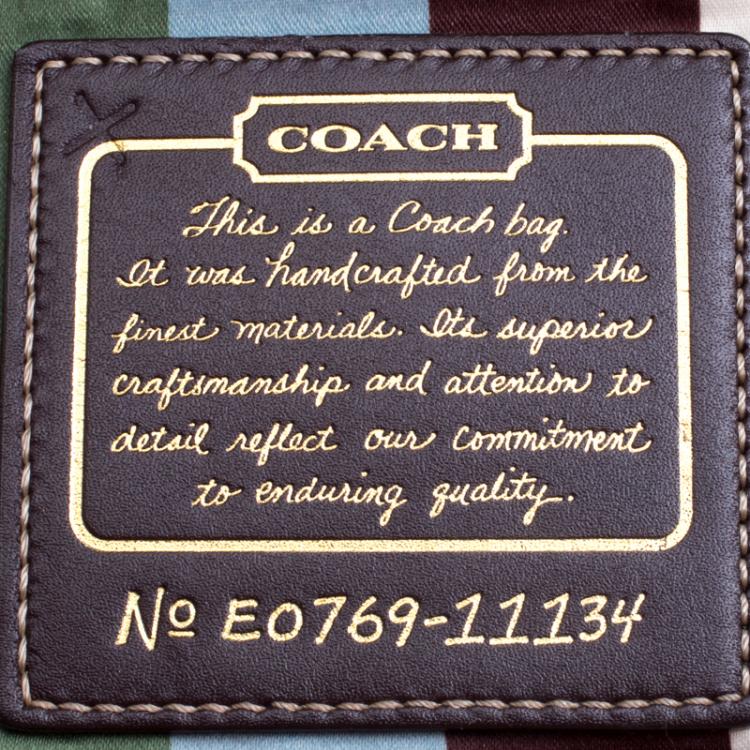 COACH
This is a Coach bag.
It was handcrafted from the
finest materials. Its superior
craftsmanship and attention to
detail reflect our commitment
to enduring quality.
№ E0769-11134